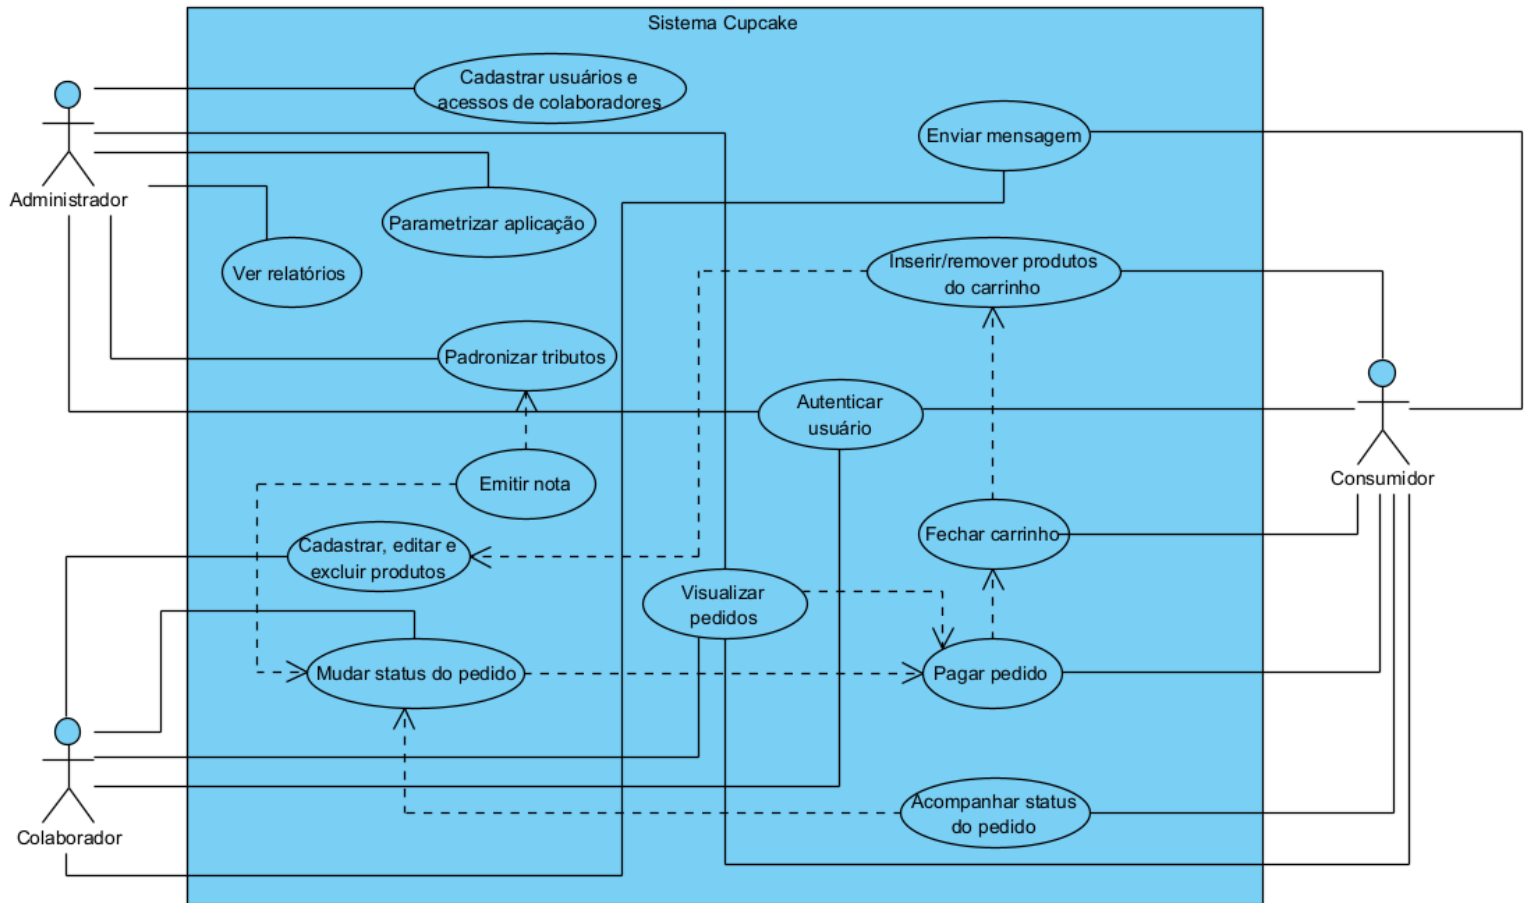 Sistema Cupcake
Cadastrar usuários e
acessos de colaboradores
Enviar mensagem
Administrador
Parametrizar aplicação
Ver relatórios
Inserir/remover produtos
do carrinho
Padronizar tributos
Autenticar
usuário
Consumidor
Emitir nota
Fechar carrinho
Cadastrar, editar e
excluir produtos
Visualizar
pedidos
Mudar status do pedido
Pagar pedido
Acompanhar status
do pedido
Colaborador